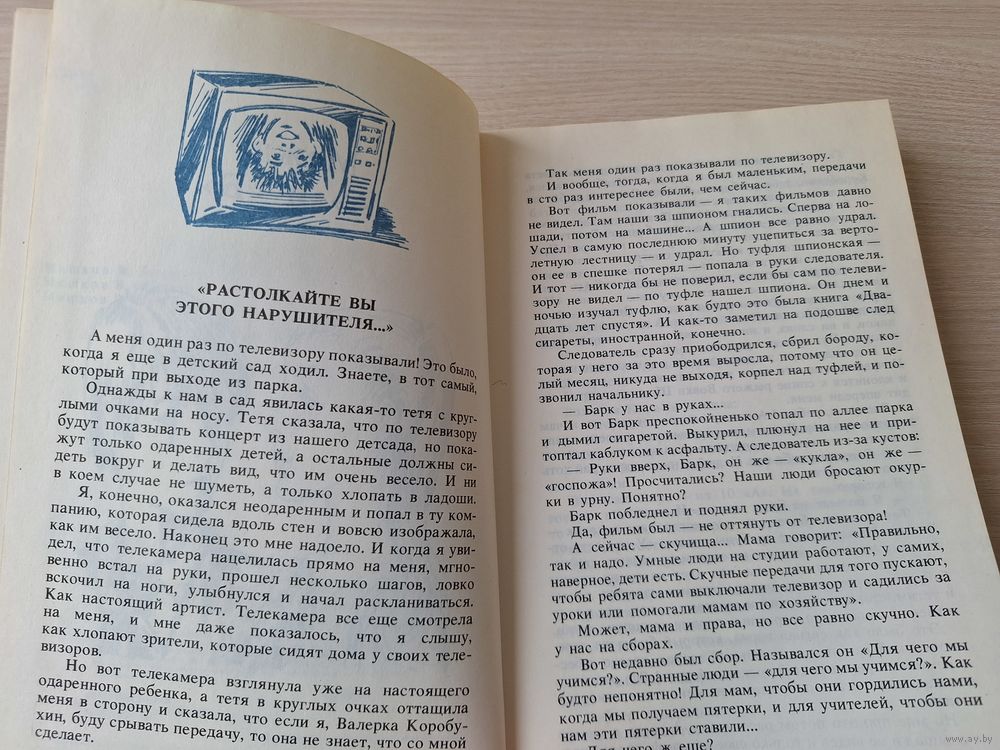 «РАСТОЛКАЙТЕ ВЫ
ЭТОГО НАРУШИТЕЛЯ...»
А меня один раз по телевизору показывали! Это было,
когда я еще в детский сад ходил. Знаете, в тот самый,
который при выходе из парка.
Однажды к нам в сад явилась какая-то тетя с круг-
лыми очками на носу. Тетя сказала, что по телевизору
будут показывать концерт из нашего детсада, но пока-
жут только одаренных детей, а остальные должны си-
деть вокруг и делать вид, что им очень весело. И ни
в коем случае не шуметь, а только хлопать в ладоши.
Я, конечно, оказался неодаренным и попал в ту ком-
панию, которая сидела вдоль стен и вовсю изображала,
как им весело. Наконец это мне надоело. И когда я уви-
дел, что телекамера нацелилась прямо на меня, мгно-
венно встал на руки, прошел несколько шагов, ловко
вскочил на ноги, улыбнулся и начал раскланиваться.
Как настоящий артист. Телекамера все еще смотрела
на меня, и мне даже показалось, что я слышу,
как хлопают зрители, которые сидят дома у своих теле-
визоров.
Но вот телекамера взглянула уже на настоящего
одаренного ребенка, а тетя в круглых очках оттащила
меня в сторону и сказала, что если я, Валерка Коробу-
хин, буду срывать передачу, то она не знает, что со мной
сделает.
Так меня один раз показывали по телевизору.
И вообще, тогда, когда я был маленьким, передачи
в сто раз интереснее были, чем сейчас.
Вот фильм показывали — я таких фильмов давно
не видел. Там наши за шпионом гнались. Сперва на ло-
шади, потом на машине... А шпион все равно удрал.
Успел в самую последнюю минуту уцепиться за верто-
летную лестницу — и удрал. Но туфля шпионская —
он ее в спешке потерял — попала в руки следователя.
И тот — никогда бы не поверил, если бы сам по телеви-
зору не видел — по туфле нашел шпиона. Он днем и
ночью изучал туфлю, как будто это была книга «Два-
дцать лет спустя». И как-то заметил на подошве след
сигареты, иностранной, конечно.
Следователь сразу приободрился, сбрил бороду, ко-
торая у него за это время выросла, потому что он це-
лый месяц, никуда не выходя, корпел над туфлей, и по-
звонил начальнику.
— Барк у нас в руках...
И вот Барк преспокойненько топал по аллее парка
и дымил сигаретой. Выкурил, плюнул на нее и при-
топтал каблуком к асфальту. А следователь из-за кустов:
— Руки вверх, Барк, он же — «кукла», он же —
«госпожа»! Просчитались? Наши люди бросают окур-
ки в урну. Понятно?
Барк побледнел и поднял руки.
Да, фильм был — не оттянуть от телевизора!
А сейчас — скучища... Мама говорит: «Правильно,
так и надо. Умные люди на студии работают, у самих,
наверное, дети есть. Скучные передачи для того пускают,
чтобы ребята сами выключали телевизор и садились за
уроки или помогали мамам по хозяйству».
Может, мама и права, но все равно скучно. Как
у нас на сборах.
Вот недавно был сбор. Назывался он «Для чего мы
учимся?». Странные люди — «для чего мы учимся?». Как
будто непонятно! Для мам, чтобы они гордились нами,
когда мы получаем пятерки, и для учителей, чтобы они
нам эти пятерки ставили...
Для чего ж еще?
www.ay.by